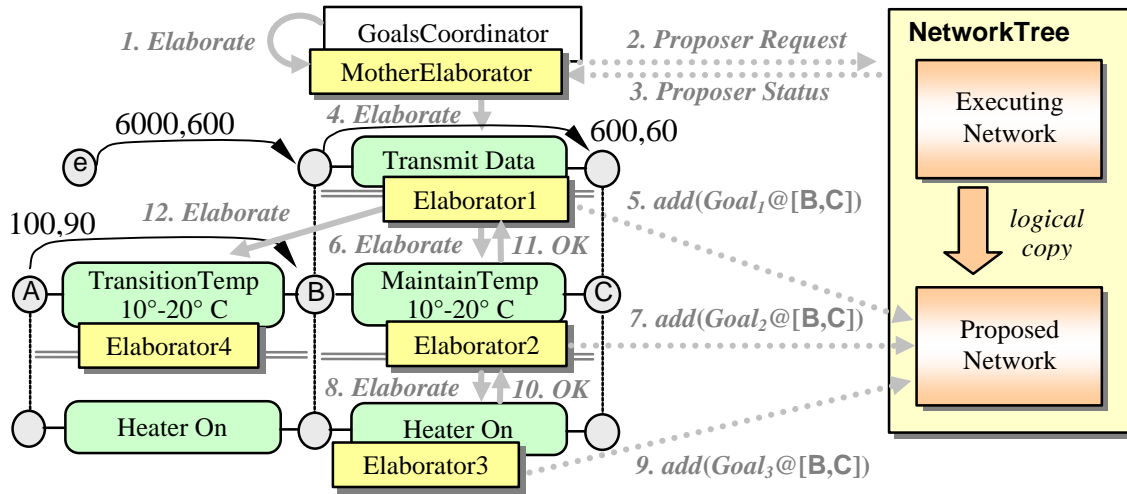 GoalsCoordinator
MotherElaborator
1. Elaborate
2. Proposer Request
3. Proposer Status
NetworkTree
Executing
Network
logical
copy
Proposed
Network
4. Elaborate
6000,600
600,60
e
Transmit Data
Elaborator1
5. add(Goal1@[B,C])
12. Elaborate
100,90
6. Elaborate
11. OK
A
TransitionTemp
10°-20° C
B
MaintainTemp
10°-20° C
C
Elaborator4
Elaborator2
7. add(Goal2@[B,C])
8. Elaborate
10. OK
Heater On
Heater On
Elaborator3
9. add(Goal3@[B,C])